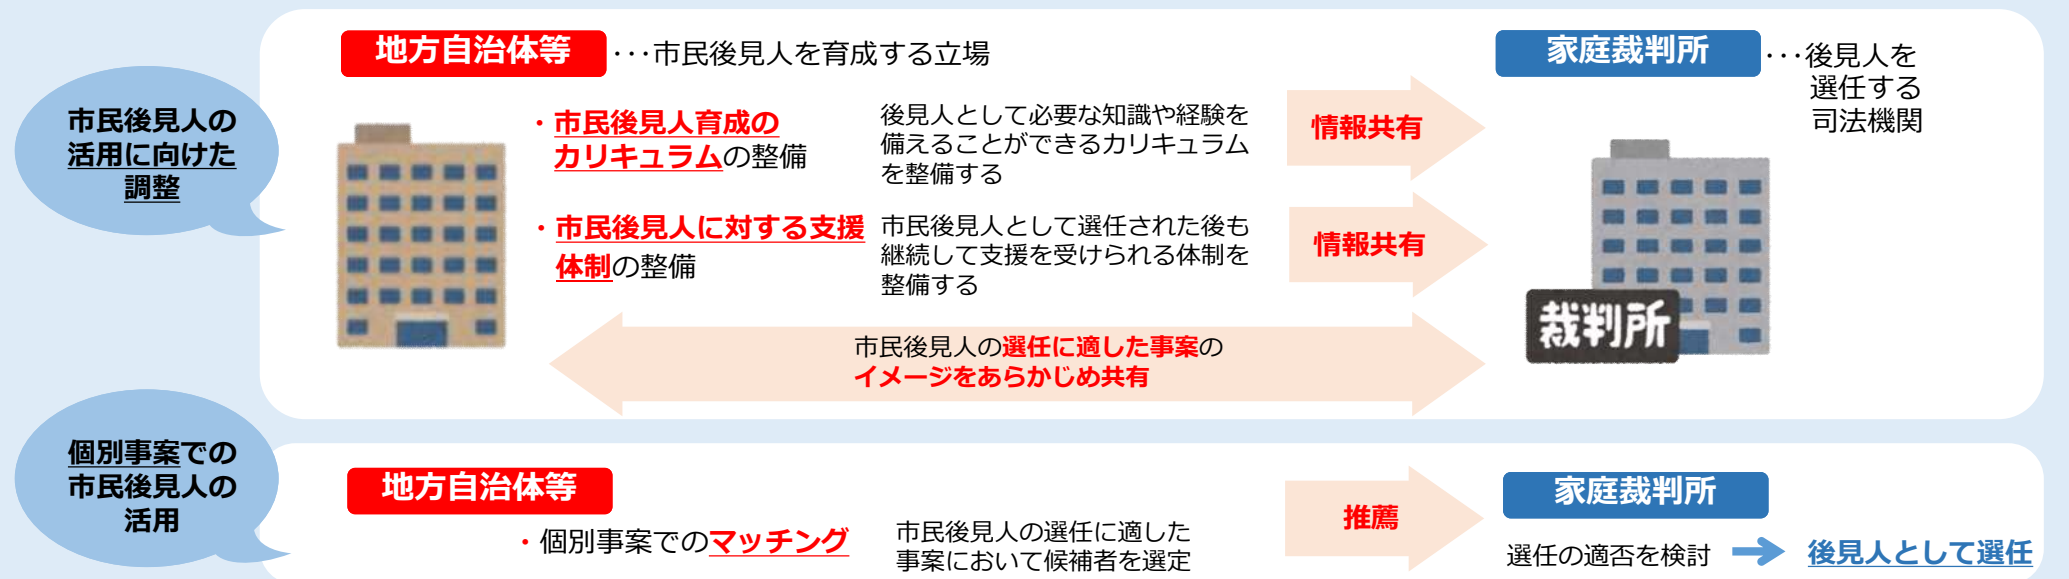 地方自治体等 ・・・市民後見人を育成する立場
家庭裁判所 ・・・後見人を
選任する
司法機関
市民後見人の
活用に向けた
調整
・市民後見人育成の
カリキュラムの整備
後見人として必要な知識や経験を
備えることができるカリキュラム
を整備する
情報共有
・市民後見人に対する支援
体制の整備
市民後見人として選任された後も
継続して支援を受けられる体制を
整備する
情報共有
裁判所
市民後見人の選任に適した事案の
イメージをあらかじめ共有
個別事案での
市民後見人の
活用
地方自治体等
・個別事案でのマッチング
市民後見人の選任に適した
事案において候補者を選定
推薦
家庭裁判所
選任の適否を検討
後見人として選任